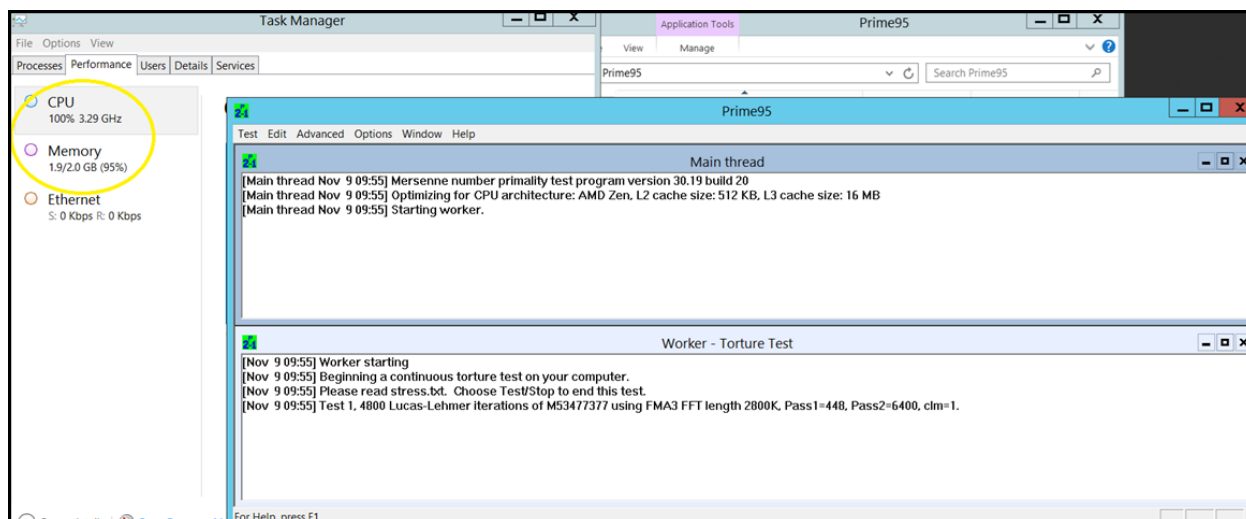 Task Manager
File Options View
Processes Performance Users Details Services
CPU
100% 3.29 GHz
Memory
1.9/2.0 GB (95%)
Ethernet
S: 0 Kbps R: 0 Kbps
Application Tools
Prime95
View Manage
Prime95
Search Prime95
Prime95
Test Edit Advanced Options Window Help
Main thread
[Main thread Nov 9 09:55] Mersenne number primality test program version 30.19 build 20
[Main thread Nov 9 09:55] Optimizing for CPU architecture: AMD Zen, L2 cache size: 512 KB, L3 cache size: 16 MB
[Main thread Nov 9 09:55] Starting worker.
Worker - Torture Test
[Nov 9 09:55] Worker starting
[Nov 9 09:55] Beginning a continuous torture test on your computer.
[Nov 9 09:55] Please read stress.txt. Choose Test/Stop to end this test.
[Nov 9 09:55] Test 1, 4800 Lucas-Lehmer iterations of M53477377 using FMA3 FFT length 2800K, Pass1=448, Pass2=6400, clm=1.
For Help, press F1